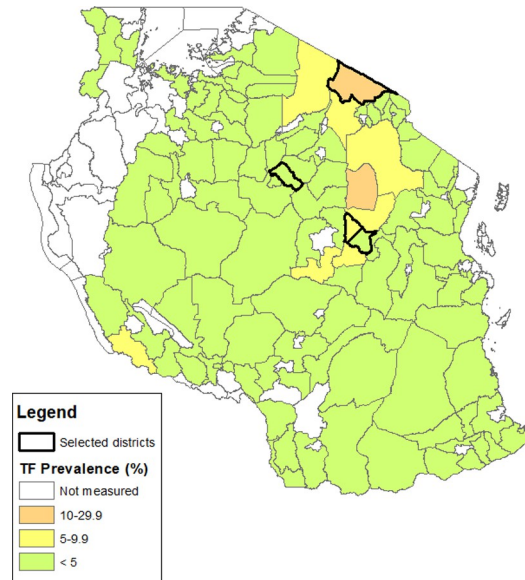 Legend
Selected districts
TF Prevalence (%)
Not measured
10-29.9
5-9.9
< 5